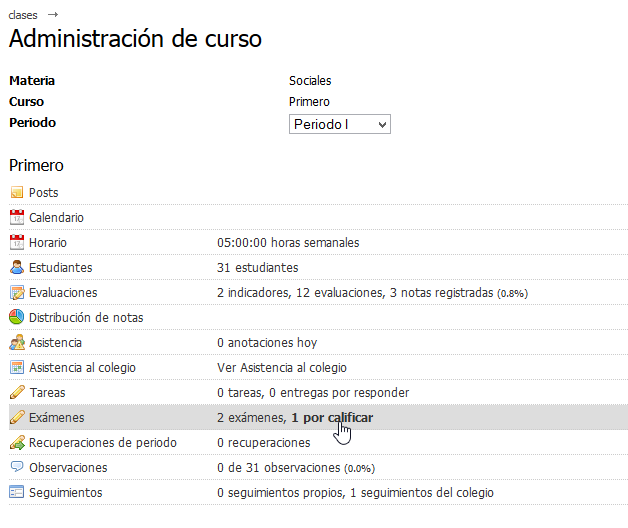 clases →
Administración de curso
Materia Sociales
Curso Primero
Periodo Periodo I
Primero
Posts
Calendario
Horario 05:00:00 horas semanales
Estudiantes 31 estudiantes
Evaluaciones 2 indicadores, 12 evaluaciones, 3 notas registradas (0.8%)
Distribución de notas
Asistencia 0 anotaciones hoy
Asistencia al colegio Ver Asistencia al colegio
Tareas 0 tareas, 0 entregas por responder
Exámenes 2 exámenes, 1 por calificar
Recuperaciones de periodo 0 recuperaciones
Observaciones 0 de 31 observaciones (0.0%)
Seguimientos 0 seguimientos propios, 1 seguimientos del colegio